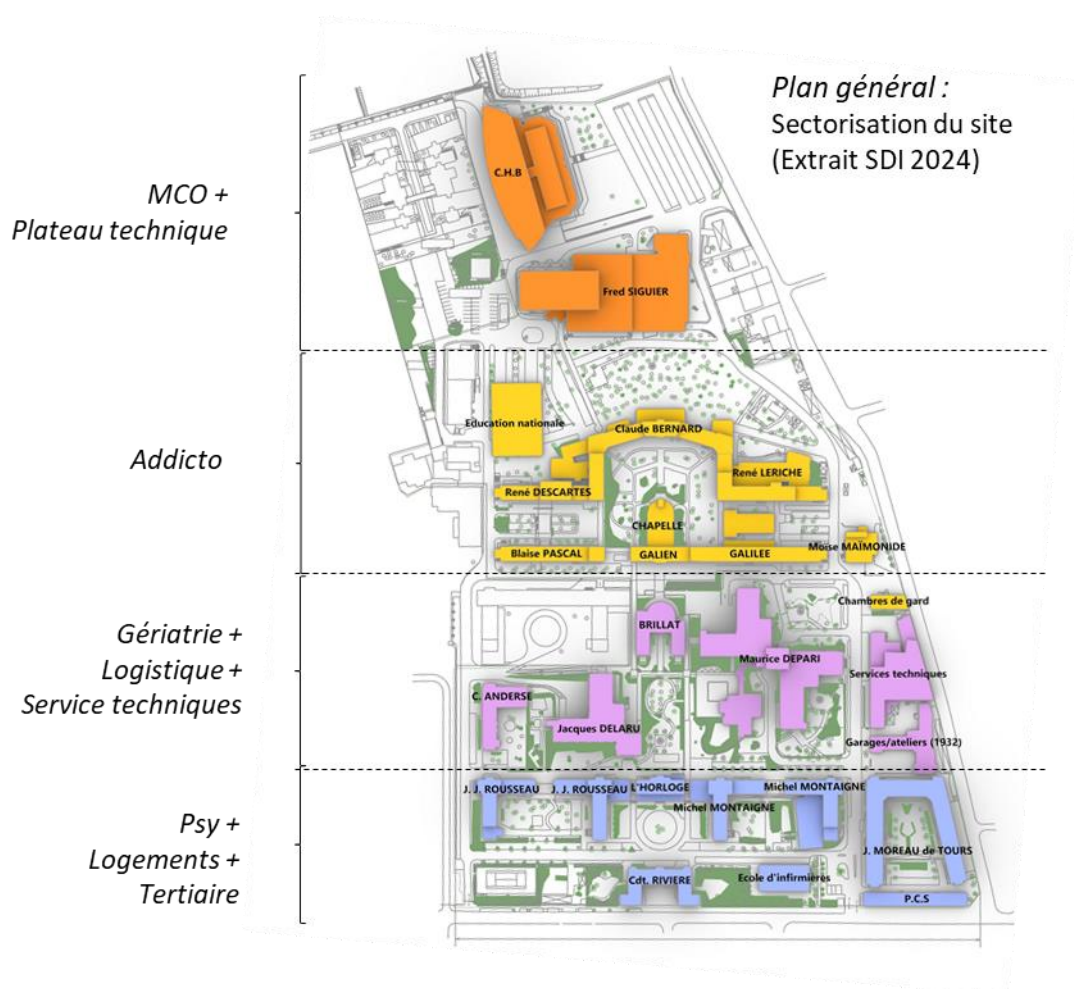 Plan général :
Sectorisation du site
(Extrait SDI 2024)
MCO +
Plateau technique
C.H.B
Fred SIGUIER
Addicto
Education nationale
Claude BERNARD
René LERICHE
René DESCARTES
CHAPELLE
Blaise PASCAL
GALIEN
GALILEE
Moïse MAÏMONIDE
Gériatrie +
Logistique +
Service techniques
Chambres de gard
BRILLAT
Maurice DEPARI
Services techniques
C. ANDERSE
Jacques DELARU
Garages/ateliers (1932)
Psy +
Logements +
Tertiaire
J. J. ROUSSEAU
J. J. ROUSSEAU
L'HORLOGE
Michel MONTAIGNE
Michel MONTAIGNE
J. MOREAU de TOURS
Cdt. RIVIERE
Ecole d'infirmières
P.C.S